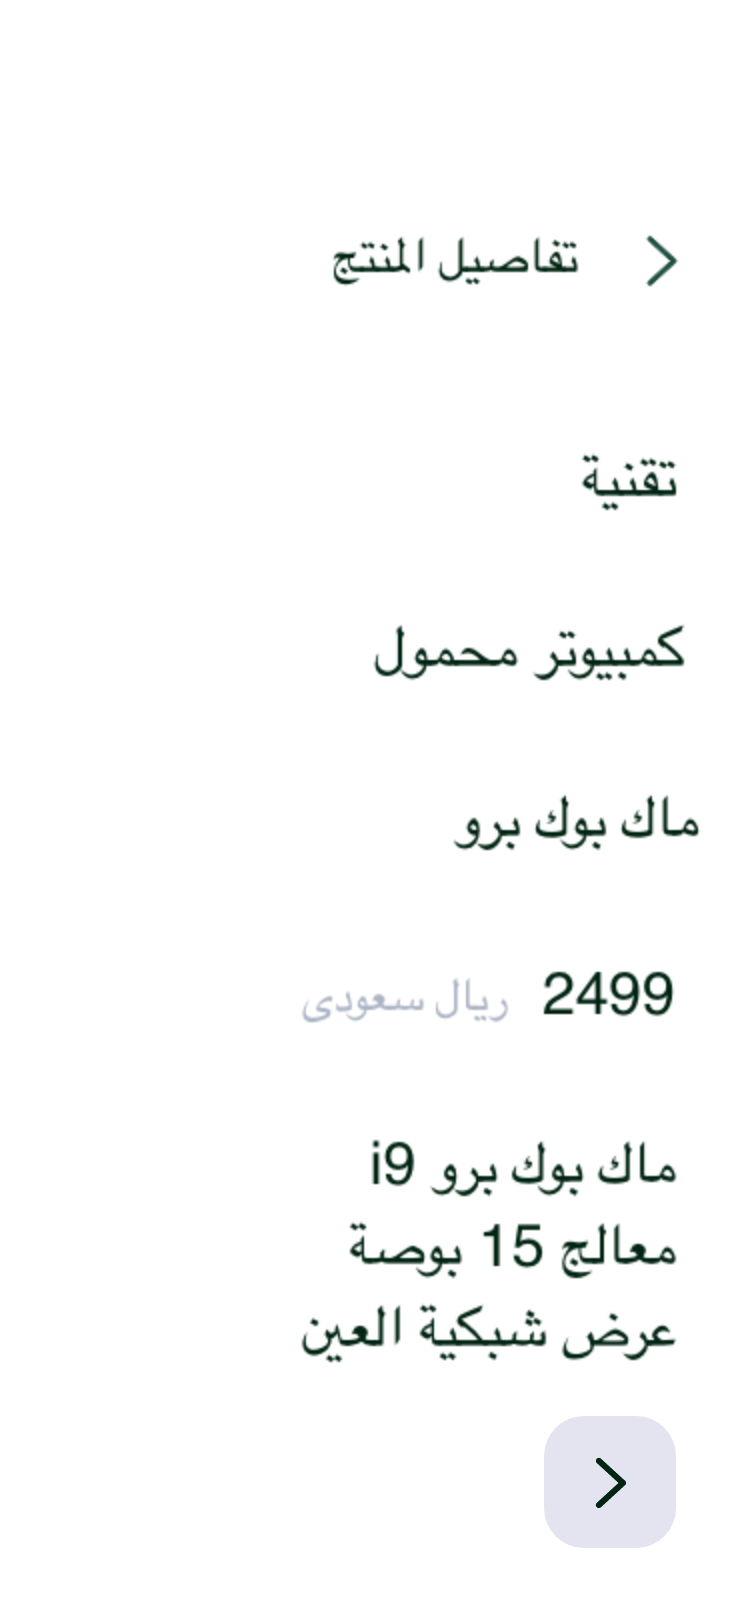 تفاصيل المنتج
تقنية
كمبيوتر محمول
ماك بوك برو
2499 ريال سعودى
ماك بوك برو i9
معالج 15 بوصة
عرض شبكية العين